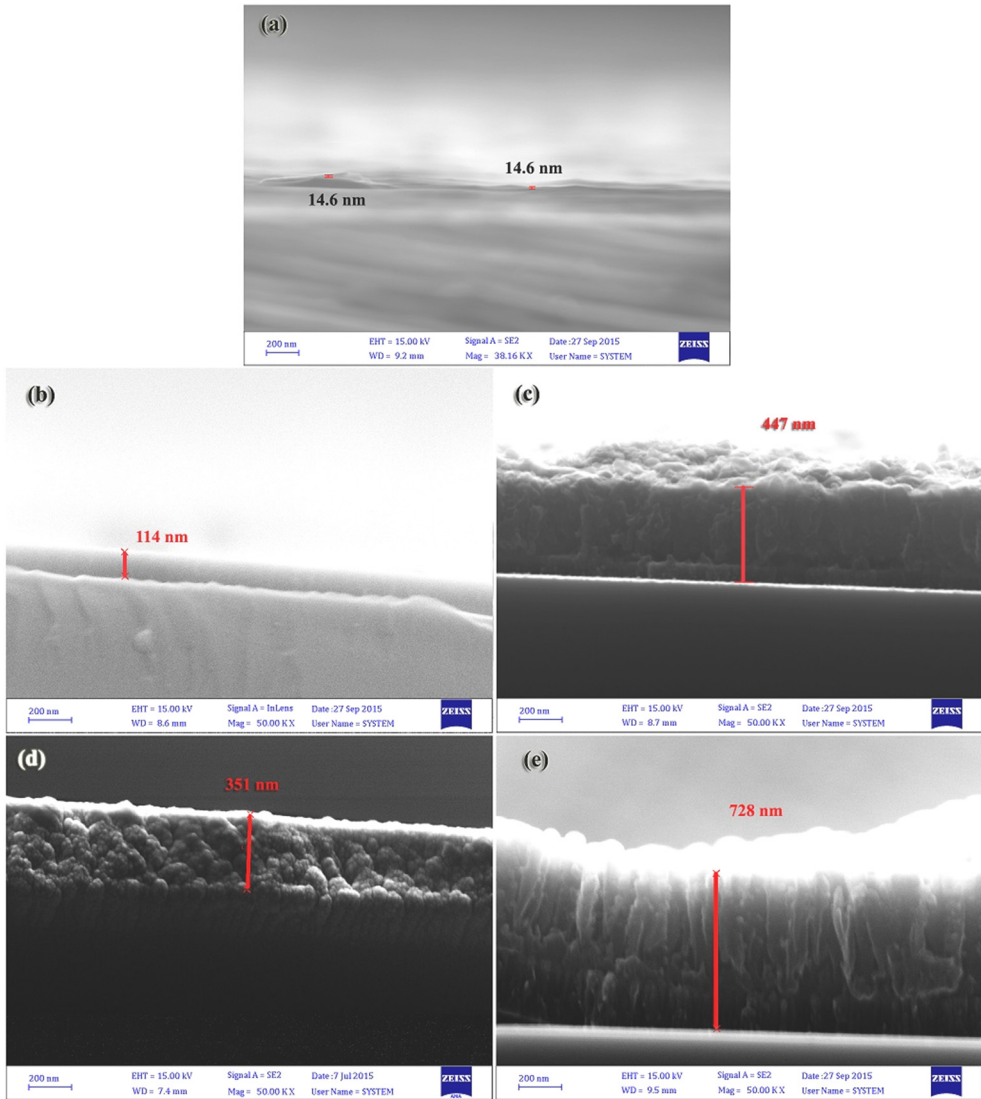 (a)
14.6 nm
14.6 nm
200 nm
EHT = 15.00 kV
Signal A = SE2
Date :27 Sep 2015
WD = 9.2 mm
Mag = 38.16 KX
User Name = SYSTEM
ZEISS
(b)
114 nm
200 nm
EHT = 15.00 kV
Signal A = InLens
Date :27 Sep 2015
WD = 8.6 mm
Mag = 50.00 KX
User Name = SYSTEM
ZEISS
(c)
447 nm
200 nm
EHT = 15.00 kV
Signal A = SE2
Date :27 Sep 2015
WD = 8.7 mm
Mag = 50.00 KX
User Name = SYSTEM
ZEISS
(d)
351 nm
200 nm
EHT = 15.00 kV
Signal A = SE2
Date :7 Jul 2015
WD = 7.4 mm
Mag = 50.00 KX
User Name = SYSTEM
ZEISS
(e)
728 nm
200 nm
EHT = 15.00 kV
Signal A = SE2
Date :27 Sep 2015
WD = 9.5 mm
Mag = 50.00 KX
User Name = SYSTEM
ZEISS